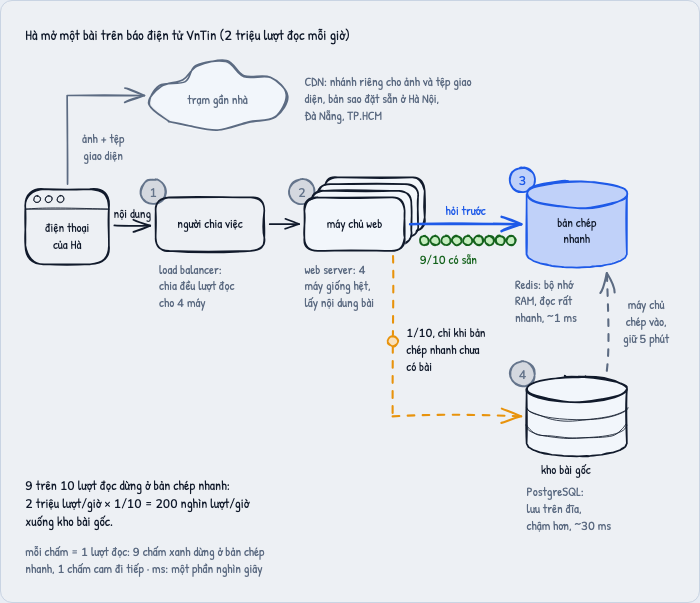 Hà mở một bài trên báo điện tử VnTin (2 triệu lượt đọc mỗi giờ)
trạm gần nhà
CDN: nhánh riêng cho ảnh và tệp giao
diện, bản sao đặt sẵn ở Hà Nội,
Đà Nẵng, TP.HCM
ảnh + tệp
giao diện
điện thoại
của Hà
nội dung
1
người chia việc
load balancer:
chia đều lượt đọc
cho 4 máy
2
máy chủ web
web server: 4
máy giống hệt,
lấy nội dung bài
hỏi trước
9/10 có sẵn
3
bản chép
nhanh
Redis: bộ nhớ
RAM, đọc rất
nhanh, ~1 ms
máy chủ
chép vào,
giữ 5 phút
1/10, chỉ khi bản
chép nhanh chưa
có bài
4
kho bài gốc
PostgreSQL:
lưu trên đĩa,
chậm hơn, ~30 ms
9 trên 10 lượt đọc dừng ở bản chép nhanh:
2 triệu lượt/giờ × 1/10 = 200 nghìn lượt/giờ
xuống kho bài gốc.
mỗi chấm = 1 lượt đọc: 9 chấm xanh dừng ở bản chép
nhanh, 1 chấm cam đi tiếp · ms: một phần nghìn giây